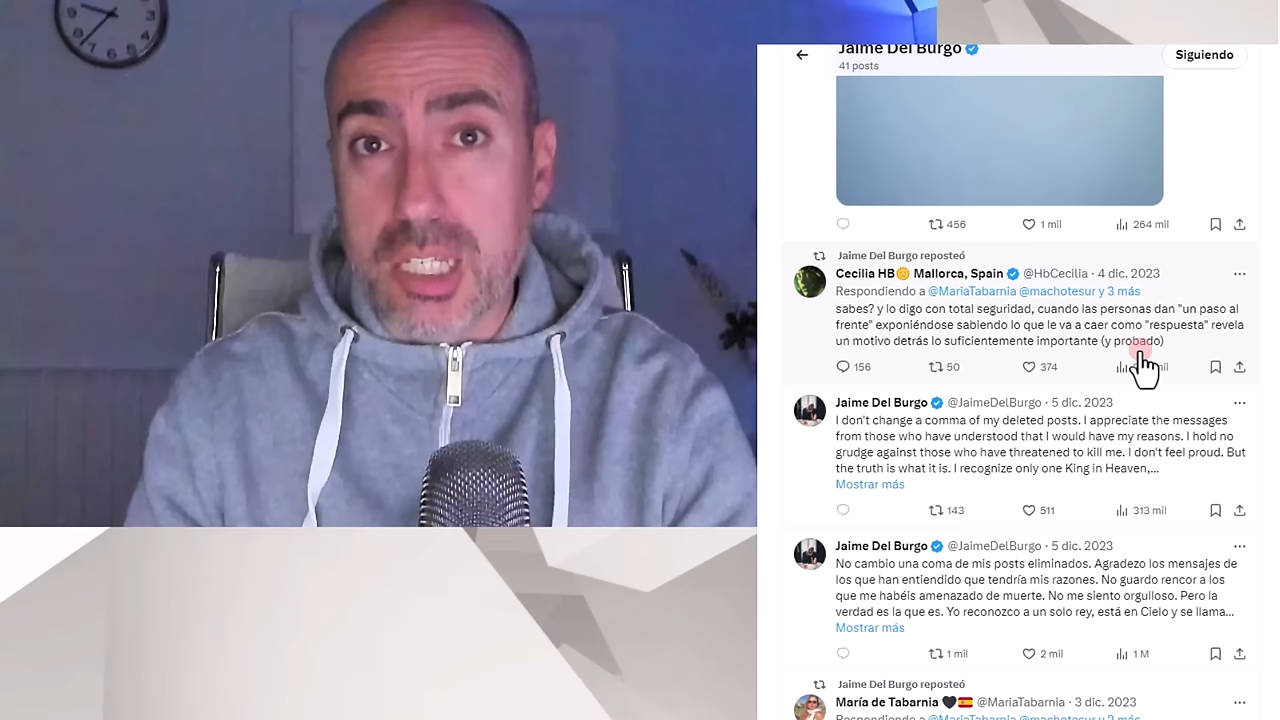 Jaime Del Burgo
41 posts
Siguiendo
456
1 mil
264 mil
Jaime Del Burgo reposteó
Cecilia HB Mallorca, Spain @HbCecilia · 4 dic. 2023
Respondiendo a @MariaTabarnia @machotesur y 3 más
sabes? y lo digo con total seguridad, cuando las personas dan "un paso al
frente" exponiéndose sabiendo lo que le va a caer como "respuesta" revela
un motivo detrás lo suficientemente importante (y probado)
156
50
374
mil
Jaime Del Burgo @JaimeDelBurgo · 5 dic. 2023
I don't change a comma of my deleted posts. I appreciate the messages
from those who have understood that I would have my reasons. I hold no
grudge against those who have threatened to kill me. I don't feel proud. But
the truth is what it is. I recognize only one King in Heaven,...
Mostrar más
143
511
313 mil
Jaime Del Burgo @JaimeDelBurgo · 5 dic. 2023
No cambio una coma de mis posts eliminados. Agradezo los mensajes de
los que han entiendido que tendría mis razones. No guardo rencor a los
que me habéis amenazado de muerte. No me siento orgulloso. Pero la
verdad es la que es. Yo reconozco a un solo rey, está en Cielo y se llama...
Mostrar más
1 mil
2 mil
1 M
Jaime Del Burgo reposteó
María de Tabarnia @MariaTabarnia · 3 dic. 2023
Respondiendo a @MariaTabarnia @machotesur y 2 más